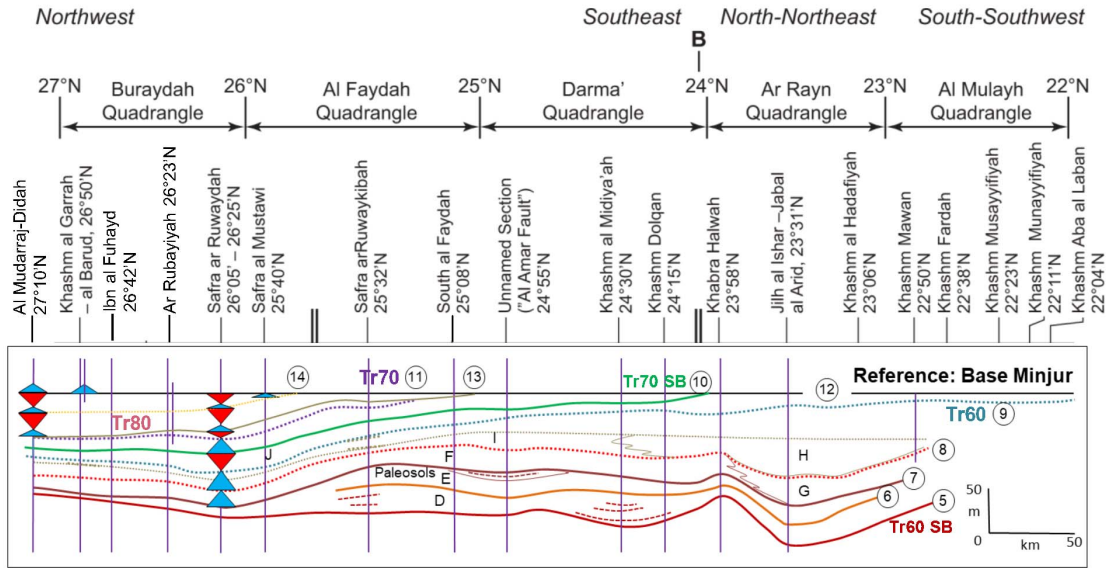 Northwest
Southeast
North-Northeast
South-Southwest
B
27°N
26°N
25°N
24°N
23°N
22°N
Buraydah
Quadrangle
Al Faydah
Quadrangle
Darma’
Quadrangle
Ar Rayn
Quadrangle
Al Mulayh
Quadrangle
Al Mudarraj-Didah
27°10’N
Khashm al Garrah
– al Barud, 26°50’N
Ibn al Fuhayd
26°42’N
Ar Rubayiyah 26°23’N
Safra ar Ruwaydah
26°05’ – 26°25’N
Safra al Mustawi
25°40’N
Safra arRuwaykibah
25°32’N
South al Faydah
25°08’N
Unnamed Section
("Al Amar Fault”)
24°55’N
Khashm al Midiya’ah
24°30’N
Khashm Dolqan
24°15’N
Khabra Halwah
23°58’N
Jilh al Ishar –Jabal
al Arid, 23°31’N
Khashm al Hadafiyah
23°06’N
Khashm Mawan
22°50’N
Khashm Fardah
22°38’N
Khashm Musayyifiyah
22°23’N
Khashm Munayyifiyah
22°11’N
Khashm Aba al Laban
22°04’N
14
Tr70
11
13
Tr70 SB
10
12
Reference: Base Minjur
Tr80
Tr60
9
J
I
F
H
8
Paleosols
E
G
7
D
6
5
Tr60 SB
50
m
0
km
50